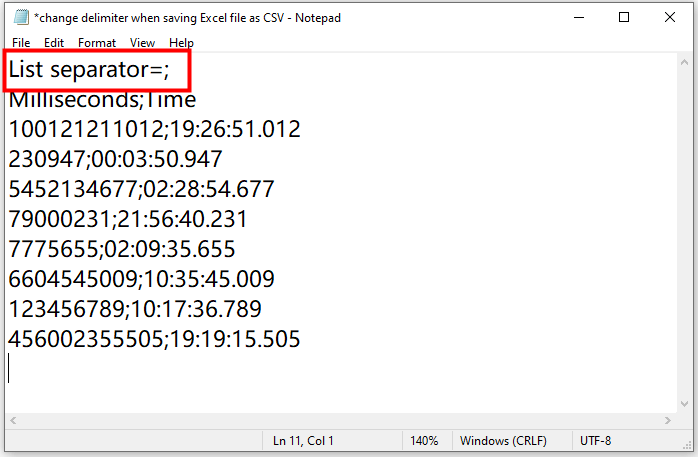 *change delimiter when saving Excel file as CSV - Notepad
File Edit Format View Help
List separator=;
Milliseconds;Time
100121211012;19:26:51.012
230947;00:03:50.947
5452134677;02:28:54.677
79000231;21:56:40.231
7775655;02:09:35.655
6604545009;10:35:45.009
123456789;10:17:36.789
456002355505;19:19:15.505
Ln 11, Col 1 140% Windows (CRLF) UTF-8